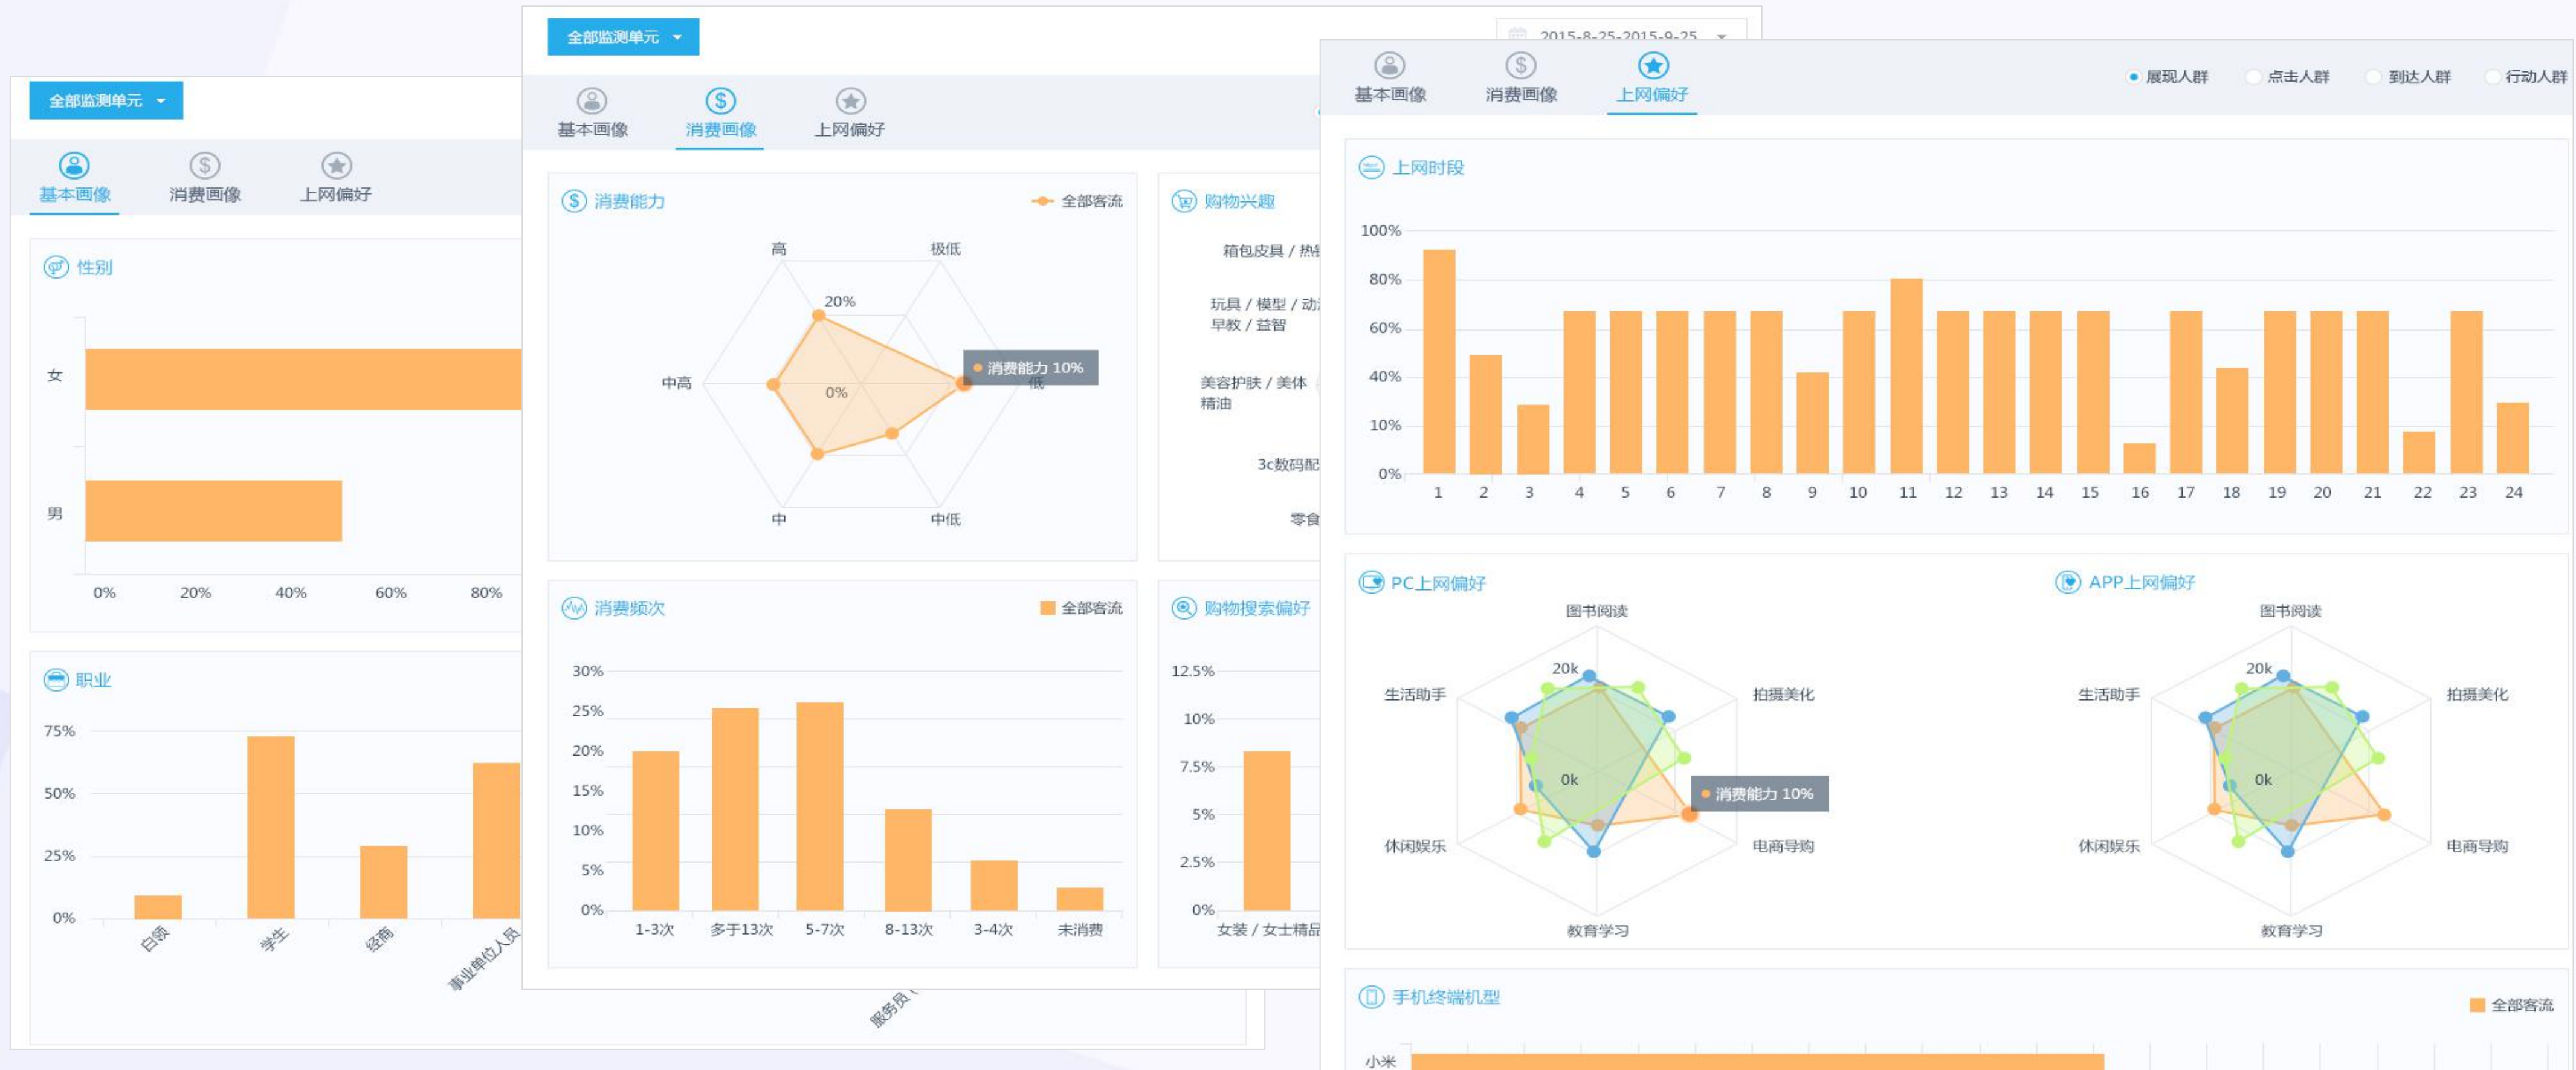 全部监测单元
基本画像
消费画像
上网偏好
性别
女
男
0%
20%
40%
60%
80%
职业
75%
50%
25%
0%
白领
学生
经商
事业单位人员
服务员
全部监测单元
2015-8-25-2015-9-25
基本画像
消费画像
上网偏好
消费能力
全部客流
高
极低
20%
消费能力 10%
中高
0%
低
中
中低
购物兴趣
箱包皮具 / 热
玩具 / 模型 / 动
早教 / 益智
美容护肤 / 美体
精油
3c数码配
零食
消费频次
全部客流
30%
25%
20%
15%
10%
5%
0%
1-3次
多于13次
5-7次
8-13次
3-4次
未消费
购物搜索偏好
12.5%
10%
7.5%
5%
2.5%
0%
女装 / 女士精品
基本画像
消费画像
上网偏好
展现人群
点击人群
到达人群
行动人群
上网时段
100%
80%
60%
40%
10%
0%
1 2 3 4 5 6 7 8 9 10 11 12 13 14 15 16 17 18 19 20 21 22 23 24
PC上网偏好
图书阅读
20k
生活助手
拍摄美化
0k
消费能力 10%
休闲娱乐
电商导购
教育学习
APP上网偏好
图书阅读
20k
生活助手
拍摄美化
0k
休闲娱乐
电商导购
教育学习
手机终端机型
全部客流
小米